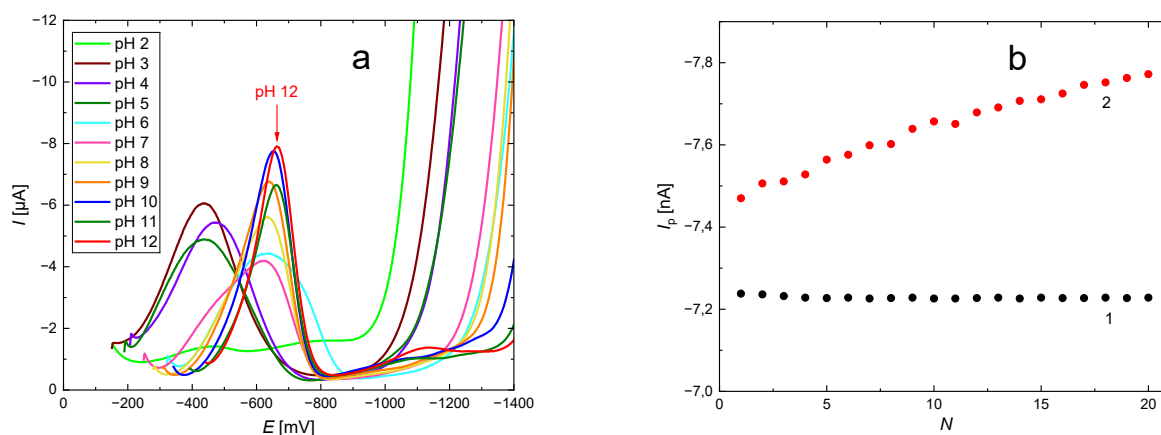 a
pH 2
pH 3
pH 4
pH 5
pH 6
pH 7
pH 8
pH 9
pH 10
pH 11
pH 12
pH 12
−12
−10
−8
−6
−4
−2
0
I [µA]
0 −200 −400 −600 −800 −1000 −1200 −1400
E [mV]
b
−7,8
−7,6
−7,4
−7,2
−7,0
Ip [nA]
2
1
0 5 10 15 20
N